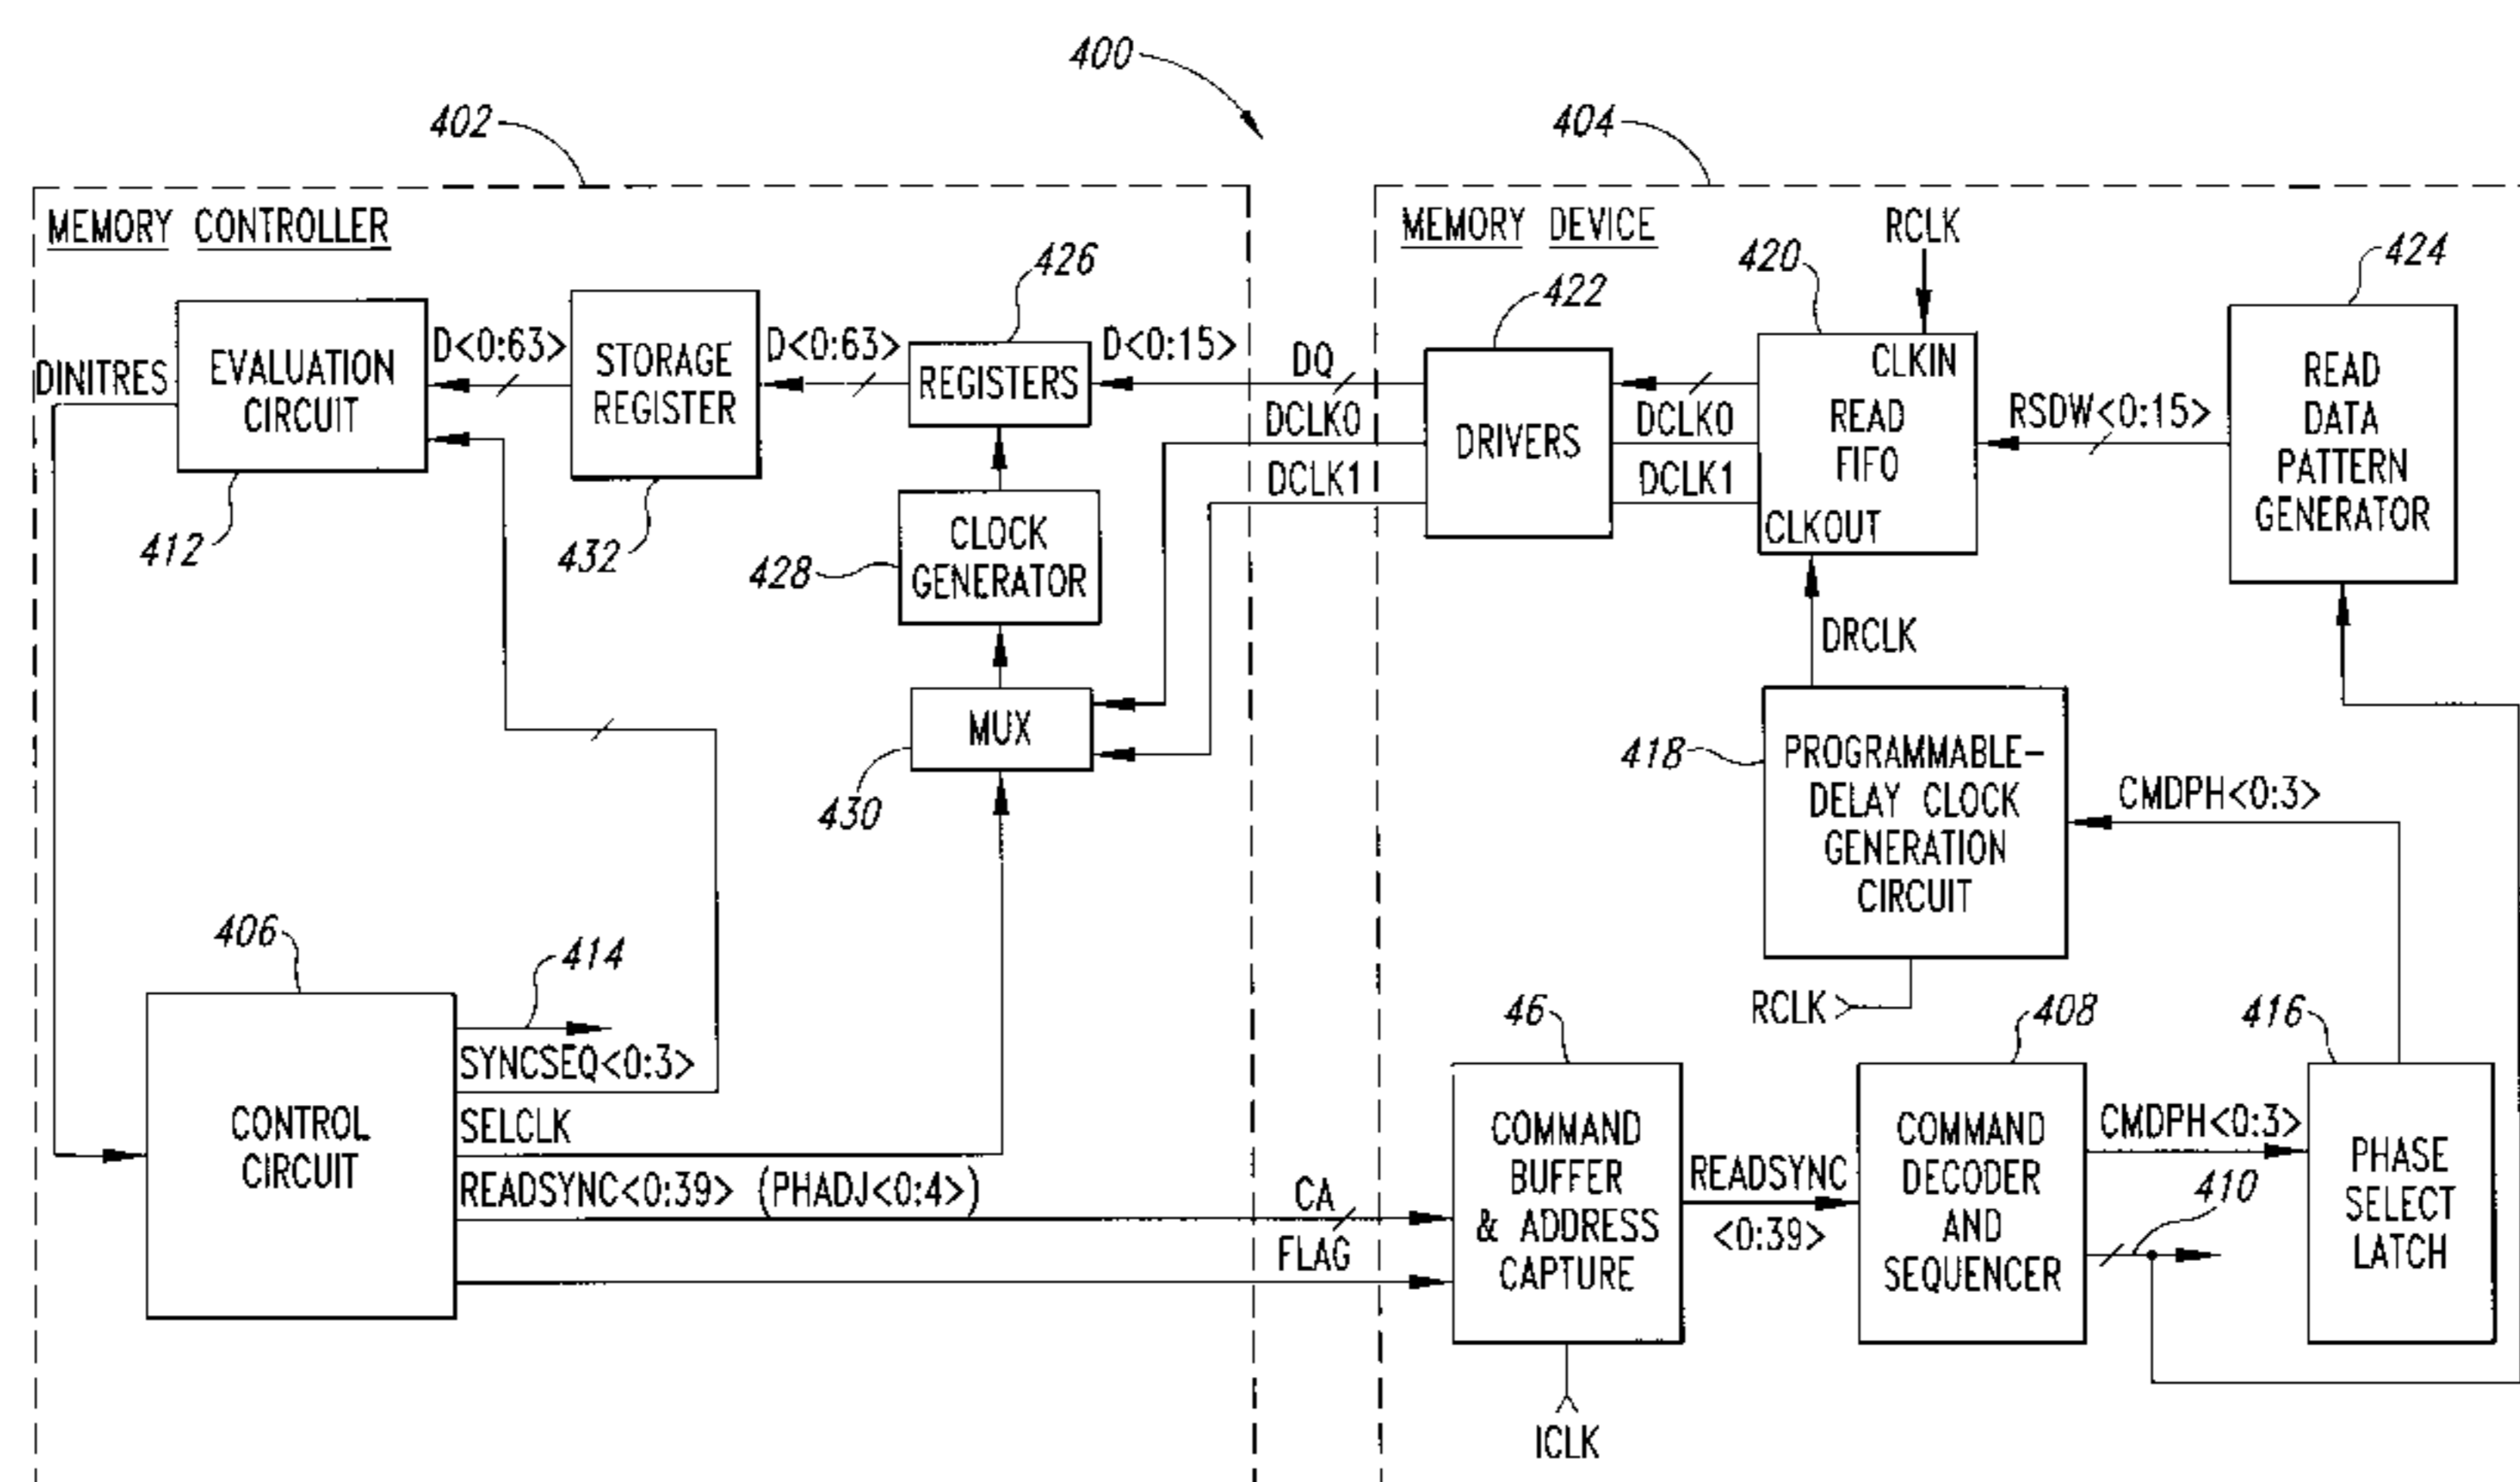 400
402
404
MEMORY CONTROLLER
MEMORY DEVICE
RCLK
426
422
420
424
DINITRES
EVALUATION
CIRCUIT
D<0:63>
STORAGE
REGISTER
D<0:63>
REGISTERS
D<0:15>
DQ
DCLK0
DCLK1
DRIVERS
DCLK0
DCLK1
CLKIN
READ
FIFO
CLKOUT
RSDW<0:15>
READ
DATA
PATTERN
GENERATOR
412
432
428
CLOCK
GENERATOR
DRCLK
MUX
430
418
PROGRAMMABLE-
DELAY CLOCK
GENERATION
CIRCUIT
CMDPH<0:3>
RCLK
406
414
46
408
416
CONTROL
CIRCUIT
SYNCSEQ<0:3>
SELCLK
READSYNC<0:39> (PHADJ<0:4>)
CA
FLAG
COMMAND
BUFFER
& ADDRESS
CAPTURE
READSYNC
<0:39>
COMMAND
DECODER
AND
SEQUENCER
CMDPH<0:3>
410
PHASE
SELECT
LATCH
ICLK